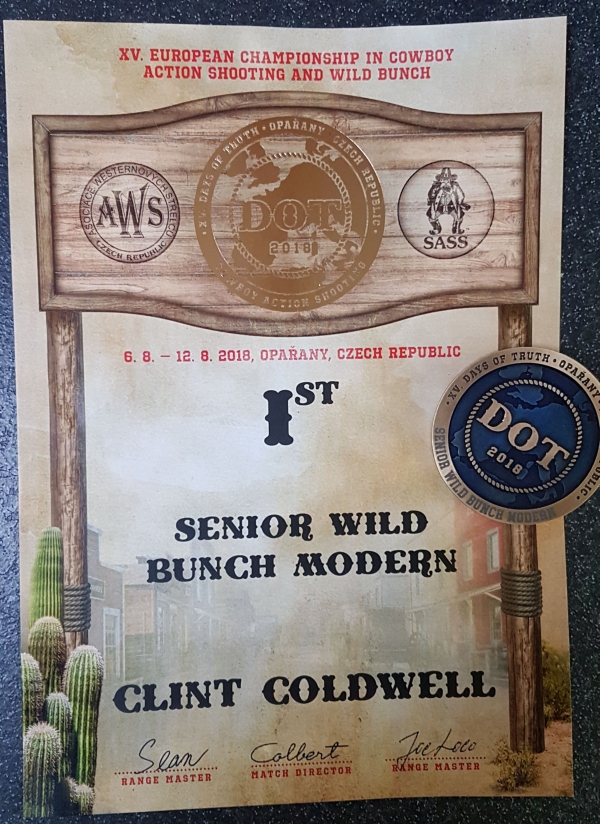 XV. EUROPEAN CHAMPIONSHIP IN COWBOY
ACTION SHOOTING AND WILD BUNCH
ASOCIACE WESTERNOVÝCH STŘELCŮ
AWS
CZECH REPUBLIC
• XV. DAYS OF TRUTH • OPAŘANY, CZECH REPUBLIC •
DOT
2018
COWBOY ACTION SHOOTING
SASS
6. 8. – 12. 8. 2018, OPAŘANY, CZECH REPUBLIC
1ST
• XV. DAYS OF TRUTH • OPAŘANY,
DOT
2018
SENIOR WILD BUNCH MODERN
SENIOR WILD
BUNCH MODERN
CLINT COLDWELL
Sean Colbert Joe Loco
RANGE MASTER MATCH DIRECTOR RANGE MASTER